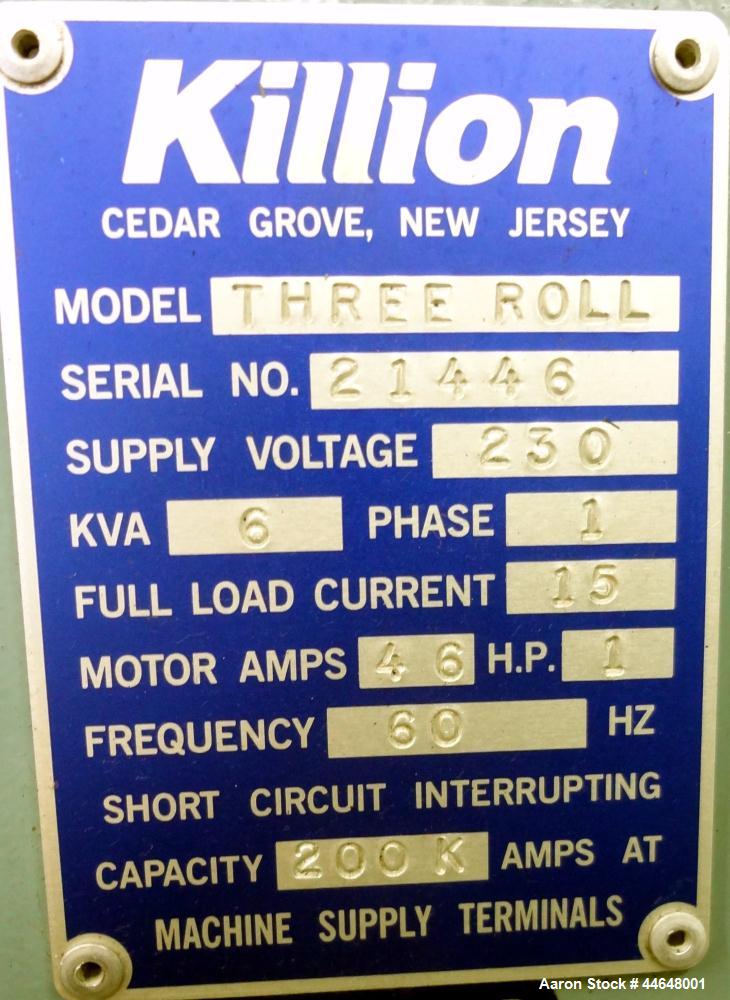 Killion
CEDAR GROVE, NEW JERSEY
MODEL THREE ROLL
SERIAL NO. 21446
SUPPLY VOLTAGE 230
KVA 6 PHASE 1
FULL LOAD CURRENT 15
MOTOR AMPS 46 H.P. 1
FREQUENCY 60 HZ
SHORT CIRCUIT INTERRUPTING
CAPACITY 200K AMPS AT
MACHINE SUPPLY TERMINALS
Aaron Stock # 44648001